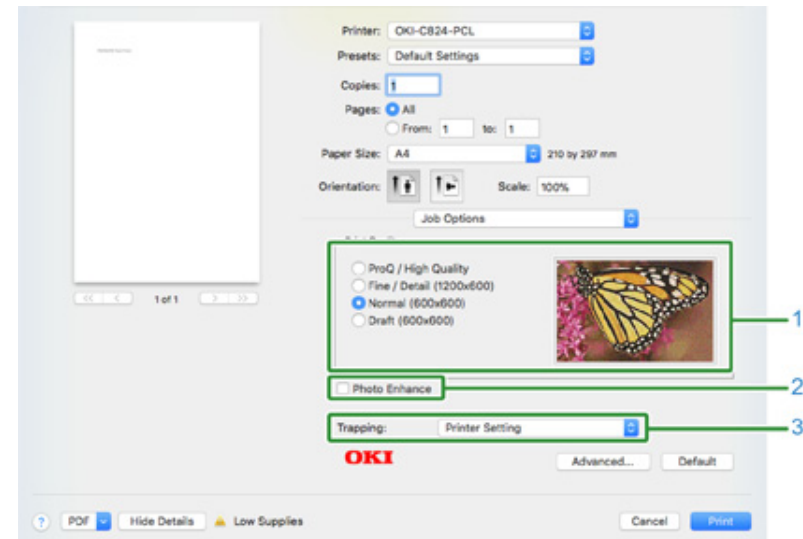 Printer: OKI-C824-PCL
Presets: Default Settings
Copies: 1
Pages: All
From: 1 to: 1
Paper Size: A4 210 by 297 mm
Orientation: Scale: 100%
Job Options
ProQ / High Quality
Fine / Detail (1200x600)
Normal (600x600)
Draft (600x600)
1 of 1
1
Photo Enhance
2
Trapping: Printer Setting
3
OKI
Advanced... Default
? PDF Hide Details Low Supplies Cancel Print